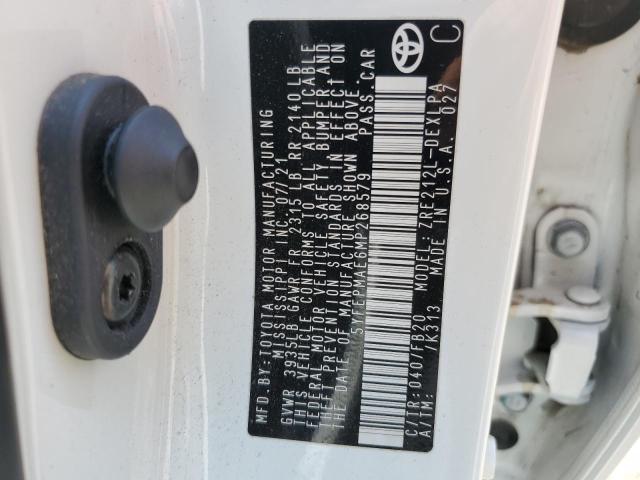 MFD. BY: TOYOTA MOTOR MANUFACTURING
MISSISSIPPI, INC. 07/21
GVWR 3935LB GAWR FR 2315 LB RR 2140 LB
THIS VEHICLE CONFORMS TO ALL APPLICABLE
FEDERAL MOTOR VEHICLE SAFETY, BUMPER, AND
THEFT PREVENTION STANDARDS IN EFFECT ON
THE DATE OF MANUFACTURE SHOWN ABOVE.
5YFEPMAE6MP268579 PASS. CAR
C/TR: 040/FB20 MODEL: ZRE212L-DEXLPA
A/TM: /K313 MADE IN U.S.A. 027
C